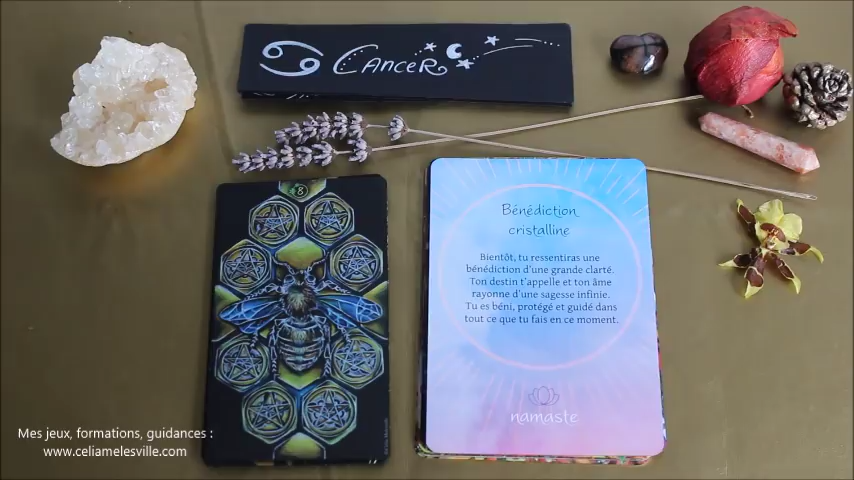 CANCER
8
Bénédiction
cristalline
Bientôt, tu ressentiras une
bénédiction d'une grande clarté.
Ton destin t'appelle et ton âme
rayonne d'une sagesse infinie.
Tu es béni, protégé et guidé dans
tout ce que tu fais en ce moment.
namaste
Mes jeux, formations, guidances :
www.celiamelesville.com